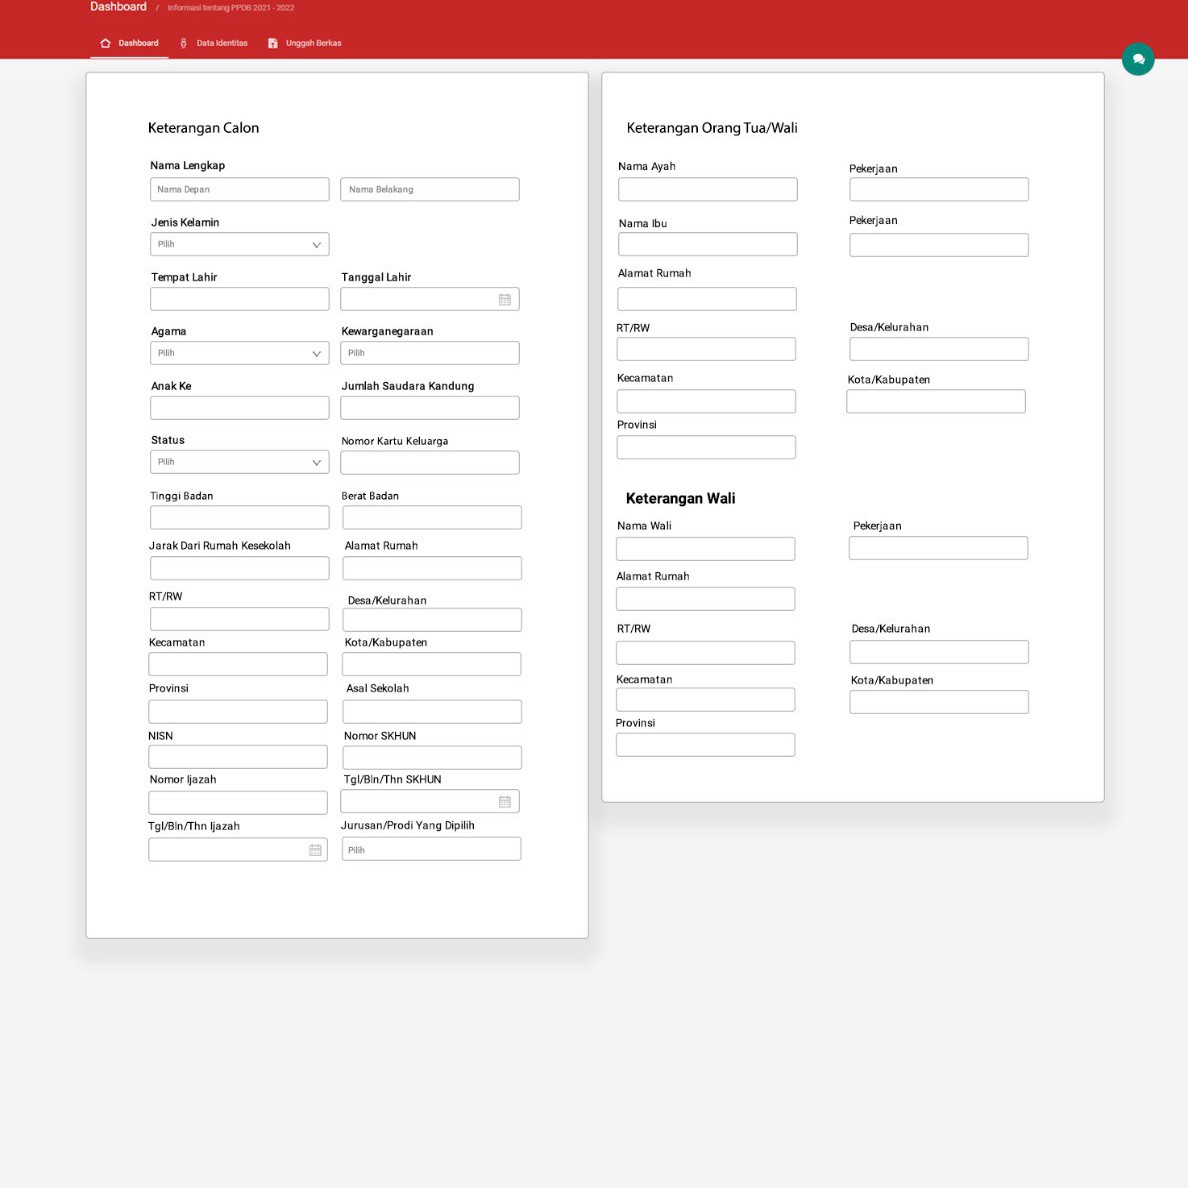 Dashboard / Informasi tentang PPDB 2021 - 2022
Dashboard Data Identitas Unggah Berkas
Keterangan Calon
Nama Lengkap
Nama Depan Nama Belakang
Jenis Kelamin
Pilih
Tempat Lahir Tanggal Lahir
Agama Kewarganegaraan
Pilih Pilih
Anak Ke Jumlah Saudara Kandung
Status Nomor Kartu Keluarga
Pilih
Tinggi Badan Berat Badan
Jarak Dari Rumah Kesekolah Alamat Rumah
RT/RW Desa/Kelurahan
Kecamatan Kota/Kabupaten
Provinsi Asal Sekolah
NISN Nomor SKHUN
Nomor Ijazah Tgl/Bln/Thn SKHUN
Tgl/Bln/Thn Ijazah Jurusan/Prodi Yang Dipilih
Pilih
Keterangan Orang Tua/Wali
Nama Ayah Pekerjaan
Nama Ibu Pekerjaan
Alamat Rumah
RT/RW Desa/Kelurahan
Kecamatan Kota/Kabupaten
Provinsi
Keterangan Wali
Nama Wali Pekerjaan
Alamat Rumah
RT/RW Desa/Kelurahan
Kecamatan Kota/Kabupaten
Provinsi